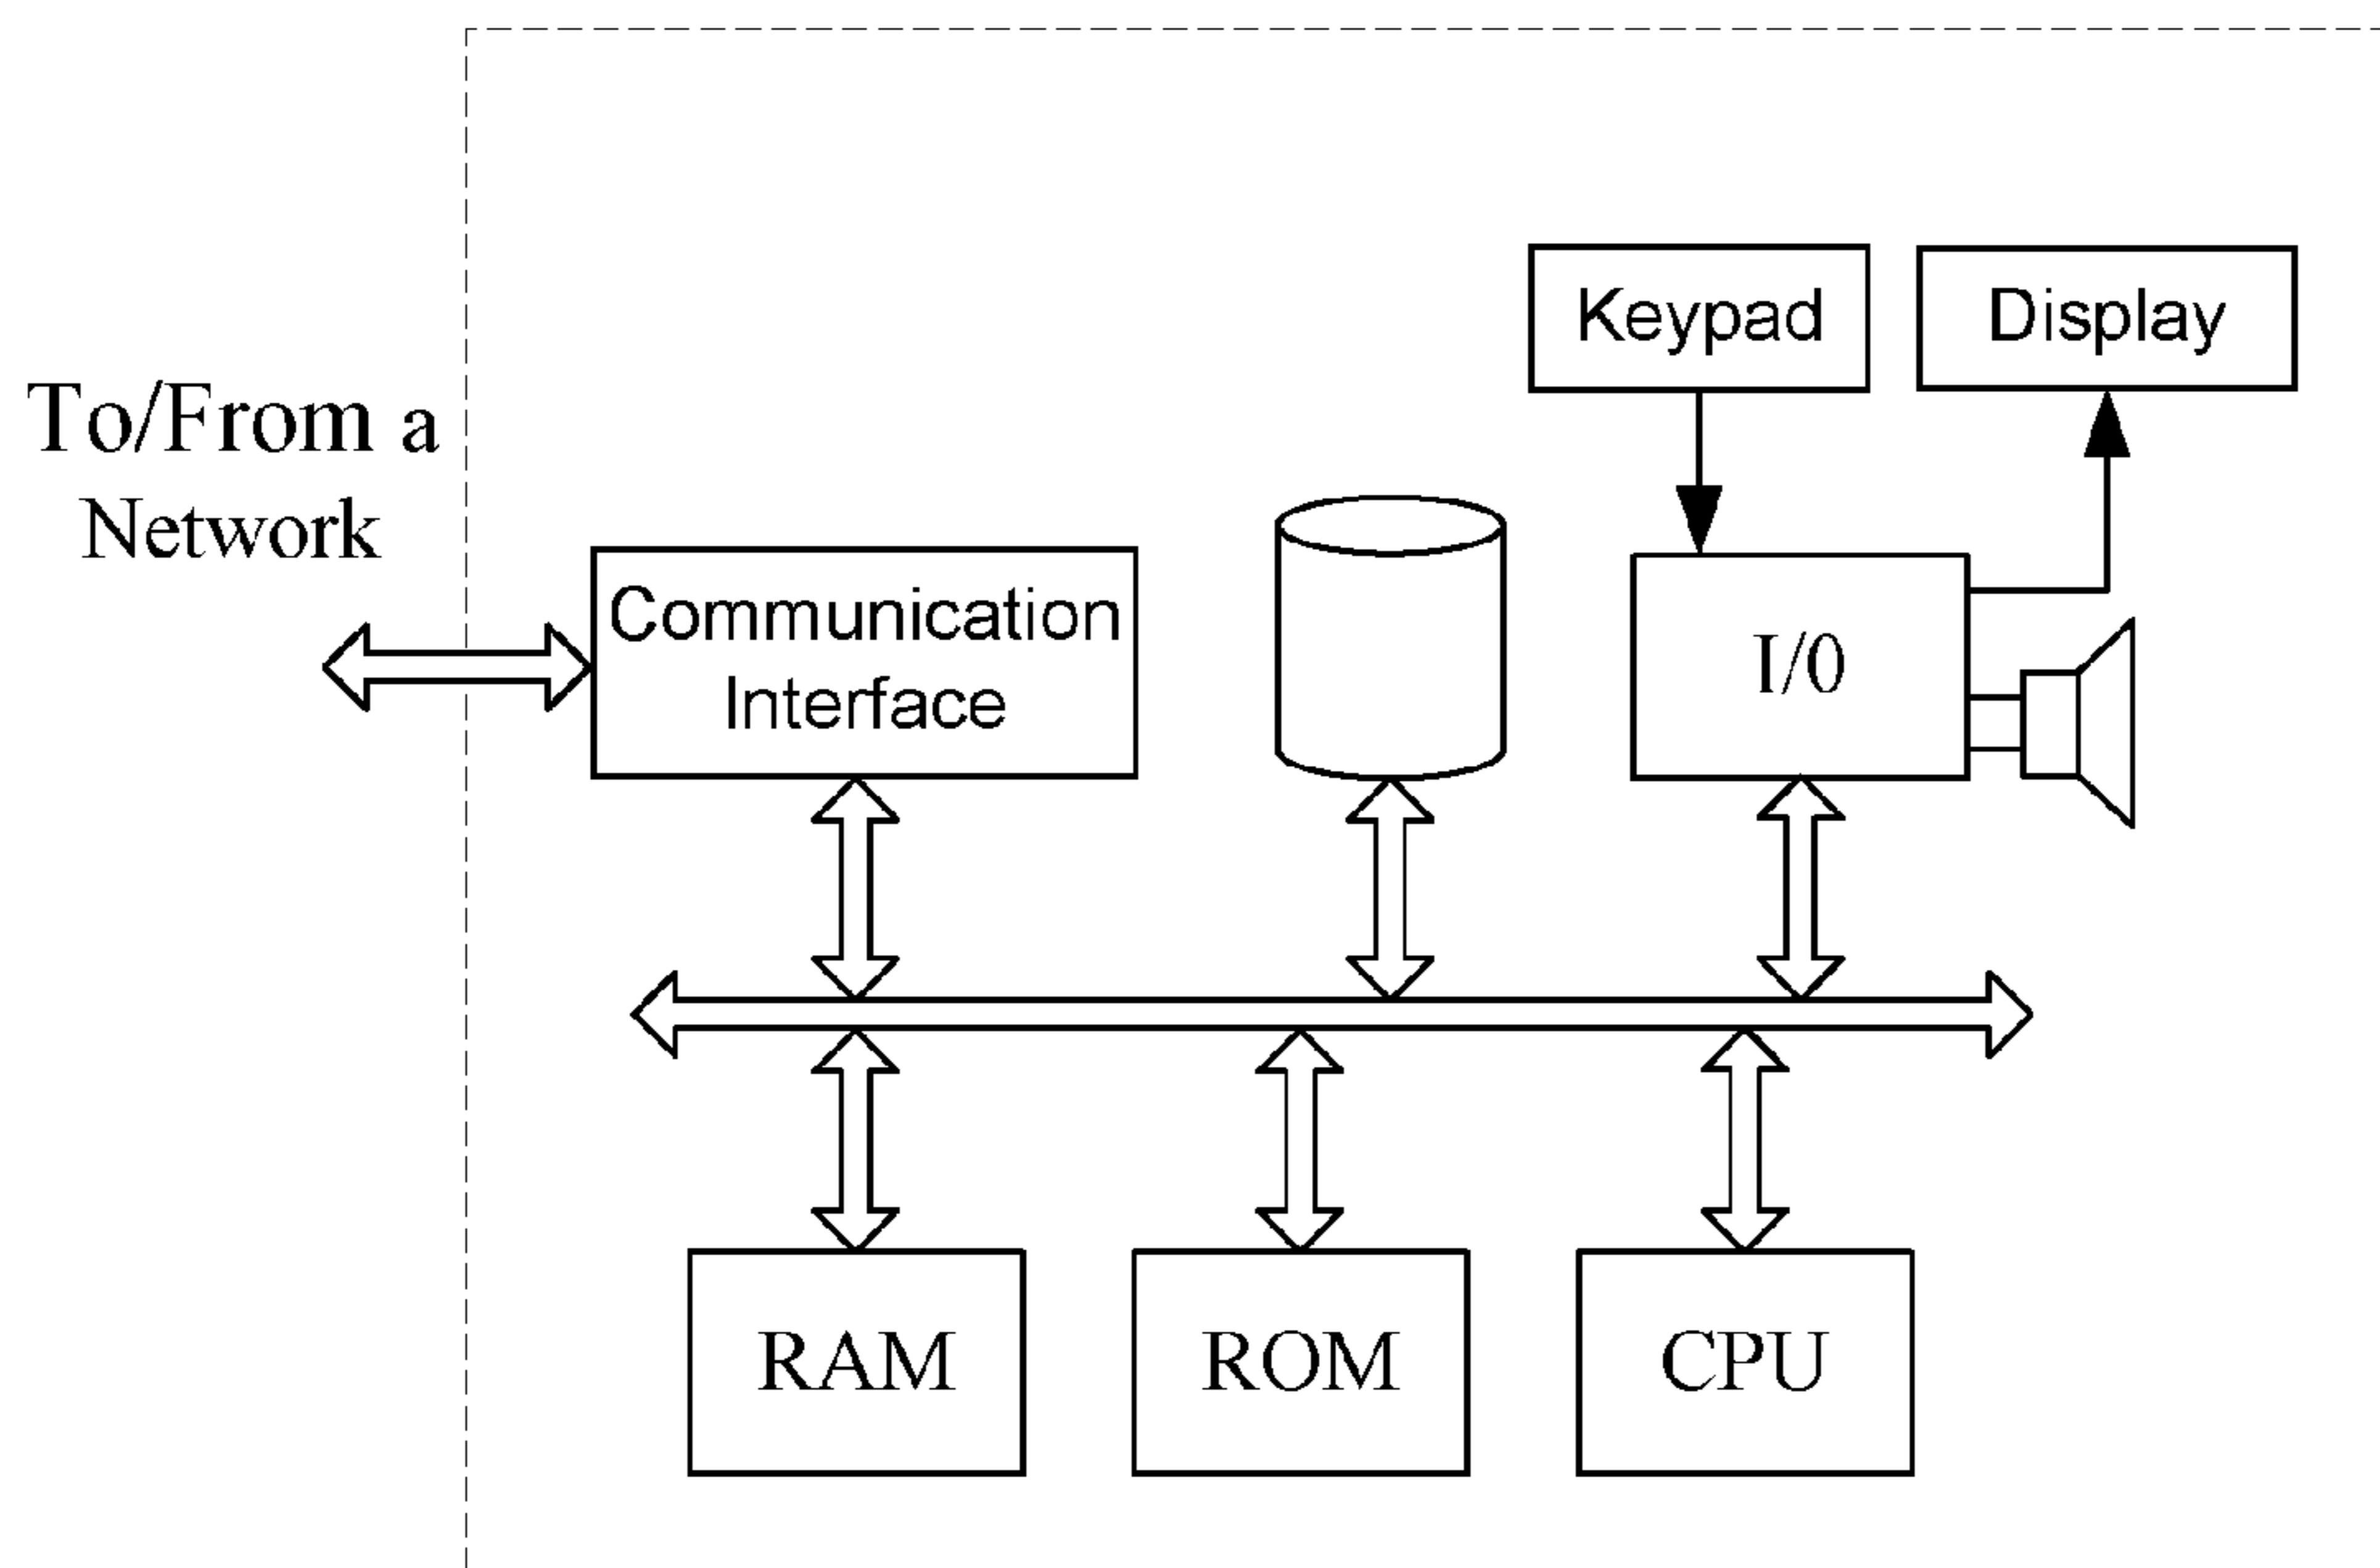 To/From a
Network
Keypad
Display
Communication
Interface
I/0
RAM
ROM
CPU